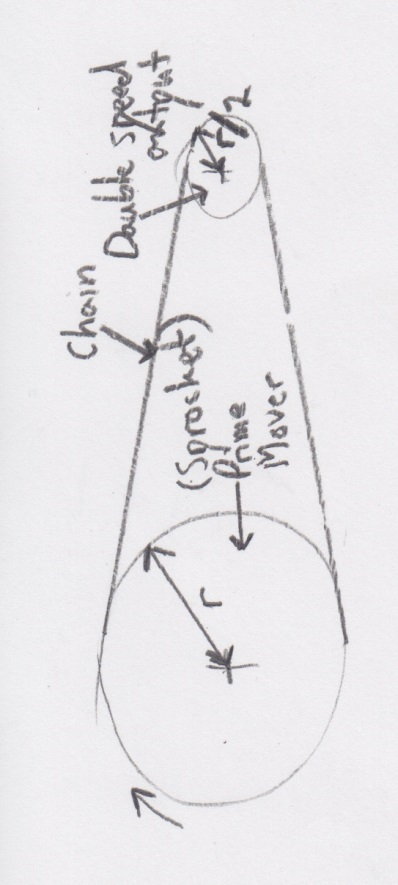 Double speed
output
r/2
Chain
(Sprocket)
Prime
Mover
r